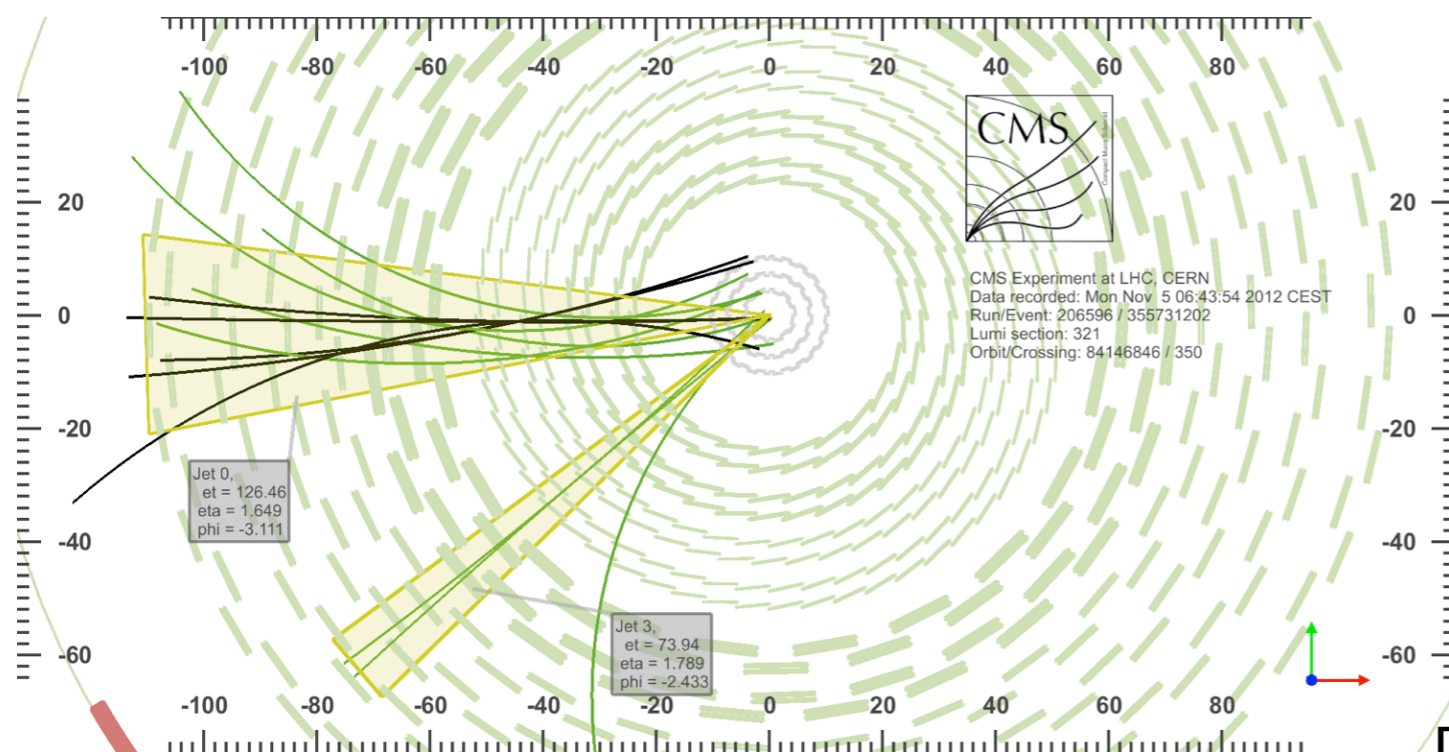 -100 -80 -60 -40 -20 0 20 40 60 80
CMS
20 20
0 0
-20 -20
-40 -40
-60 -60
CMS Experiment at LHC, CERN
Data recorded: Mon Nov 5 06:43:54 2012 CEST
Run/Event: 206596 / 355731202
Lumi section: 321
Orbit/Crossing: 84146846 / 350
Jet 0,
et = 126.46
eta = 1.649
phi = -3.111
Jet 3,
et = 73.94
eta = 1.789
phi = -2.433
-100 -80 -60 -40 -20 0 20 40 60 80